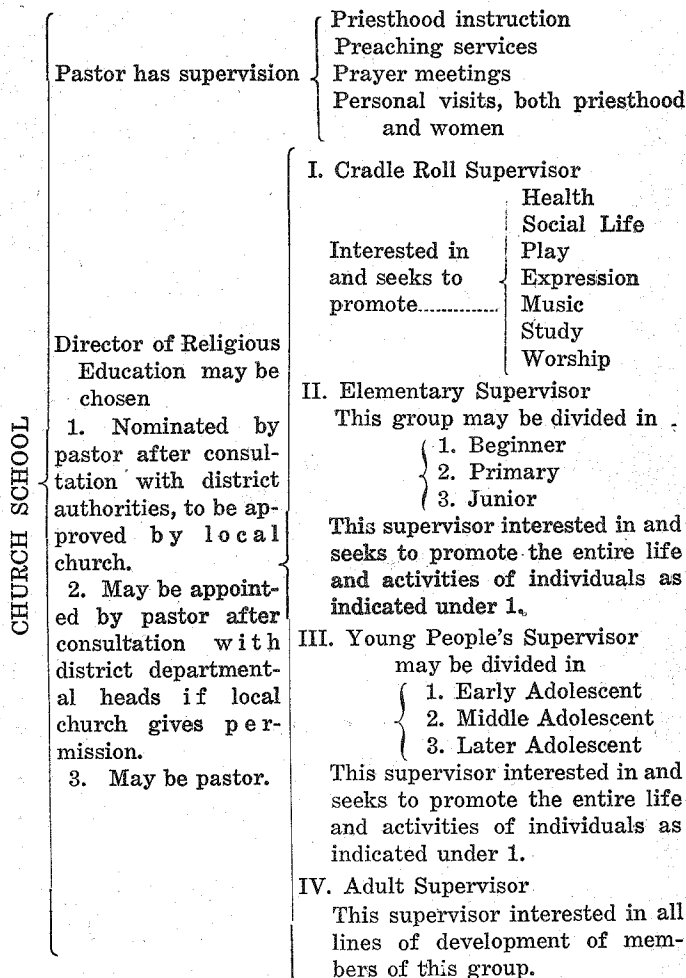 CHURCH SCHOOL
Pastor has supervision
Priesthood instruction
Preaching services
Prayer meetings
Personal visits, both priesthood
and women
Director of Religious
Education may be
chosen
1. Nominated by
pastor after consul-
tation with district
authorities, to be ap-
proved by local
church.
2. May be appoint-
ed by pastor after
consultation with
district department-
al heads if local
church gives per-
mission.
3. May be pastor.
I. Cradle Roll Supervisor
Interested in
and seeks to
promote..............
Health
Social Life
Play
Expression
Music
Study
Worship
II. Elementary Supervisor
This group may be divided in
1. Beginner
2. Primary
3. Junior
This supervisor interested in and
seeks to promote the entire life
and activities of individuals as
indicated under 1.
III. Young People's Supervisor
may be divided in
1. Early Adolescent
2. Middle Adolescent
3. Later Adolescent
This supervisor interested in and
seeks to promote the entire life
and activities of individuals as
indicated under 1.
IV. Adult Supervisor
This supervisor interested in all
lines of development of mem-
bers of this group.